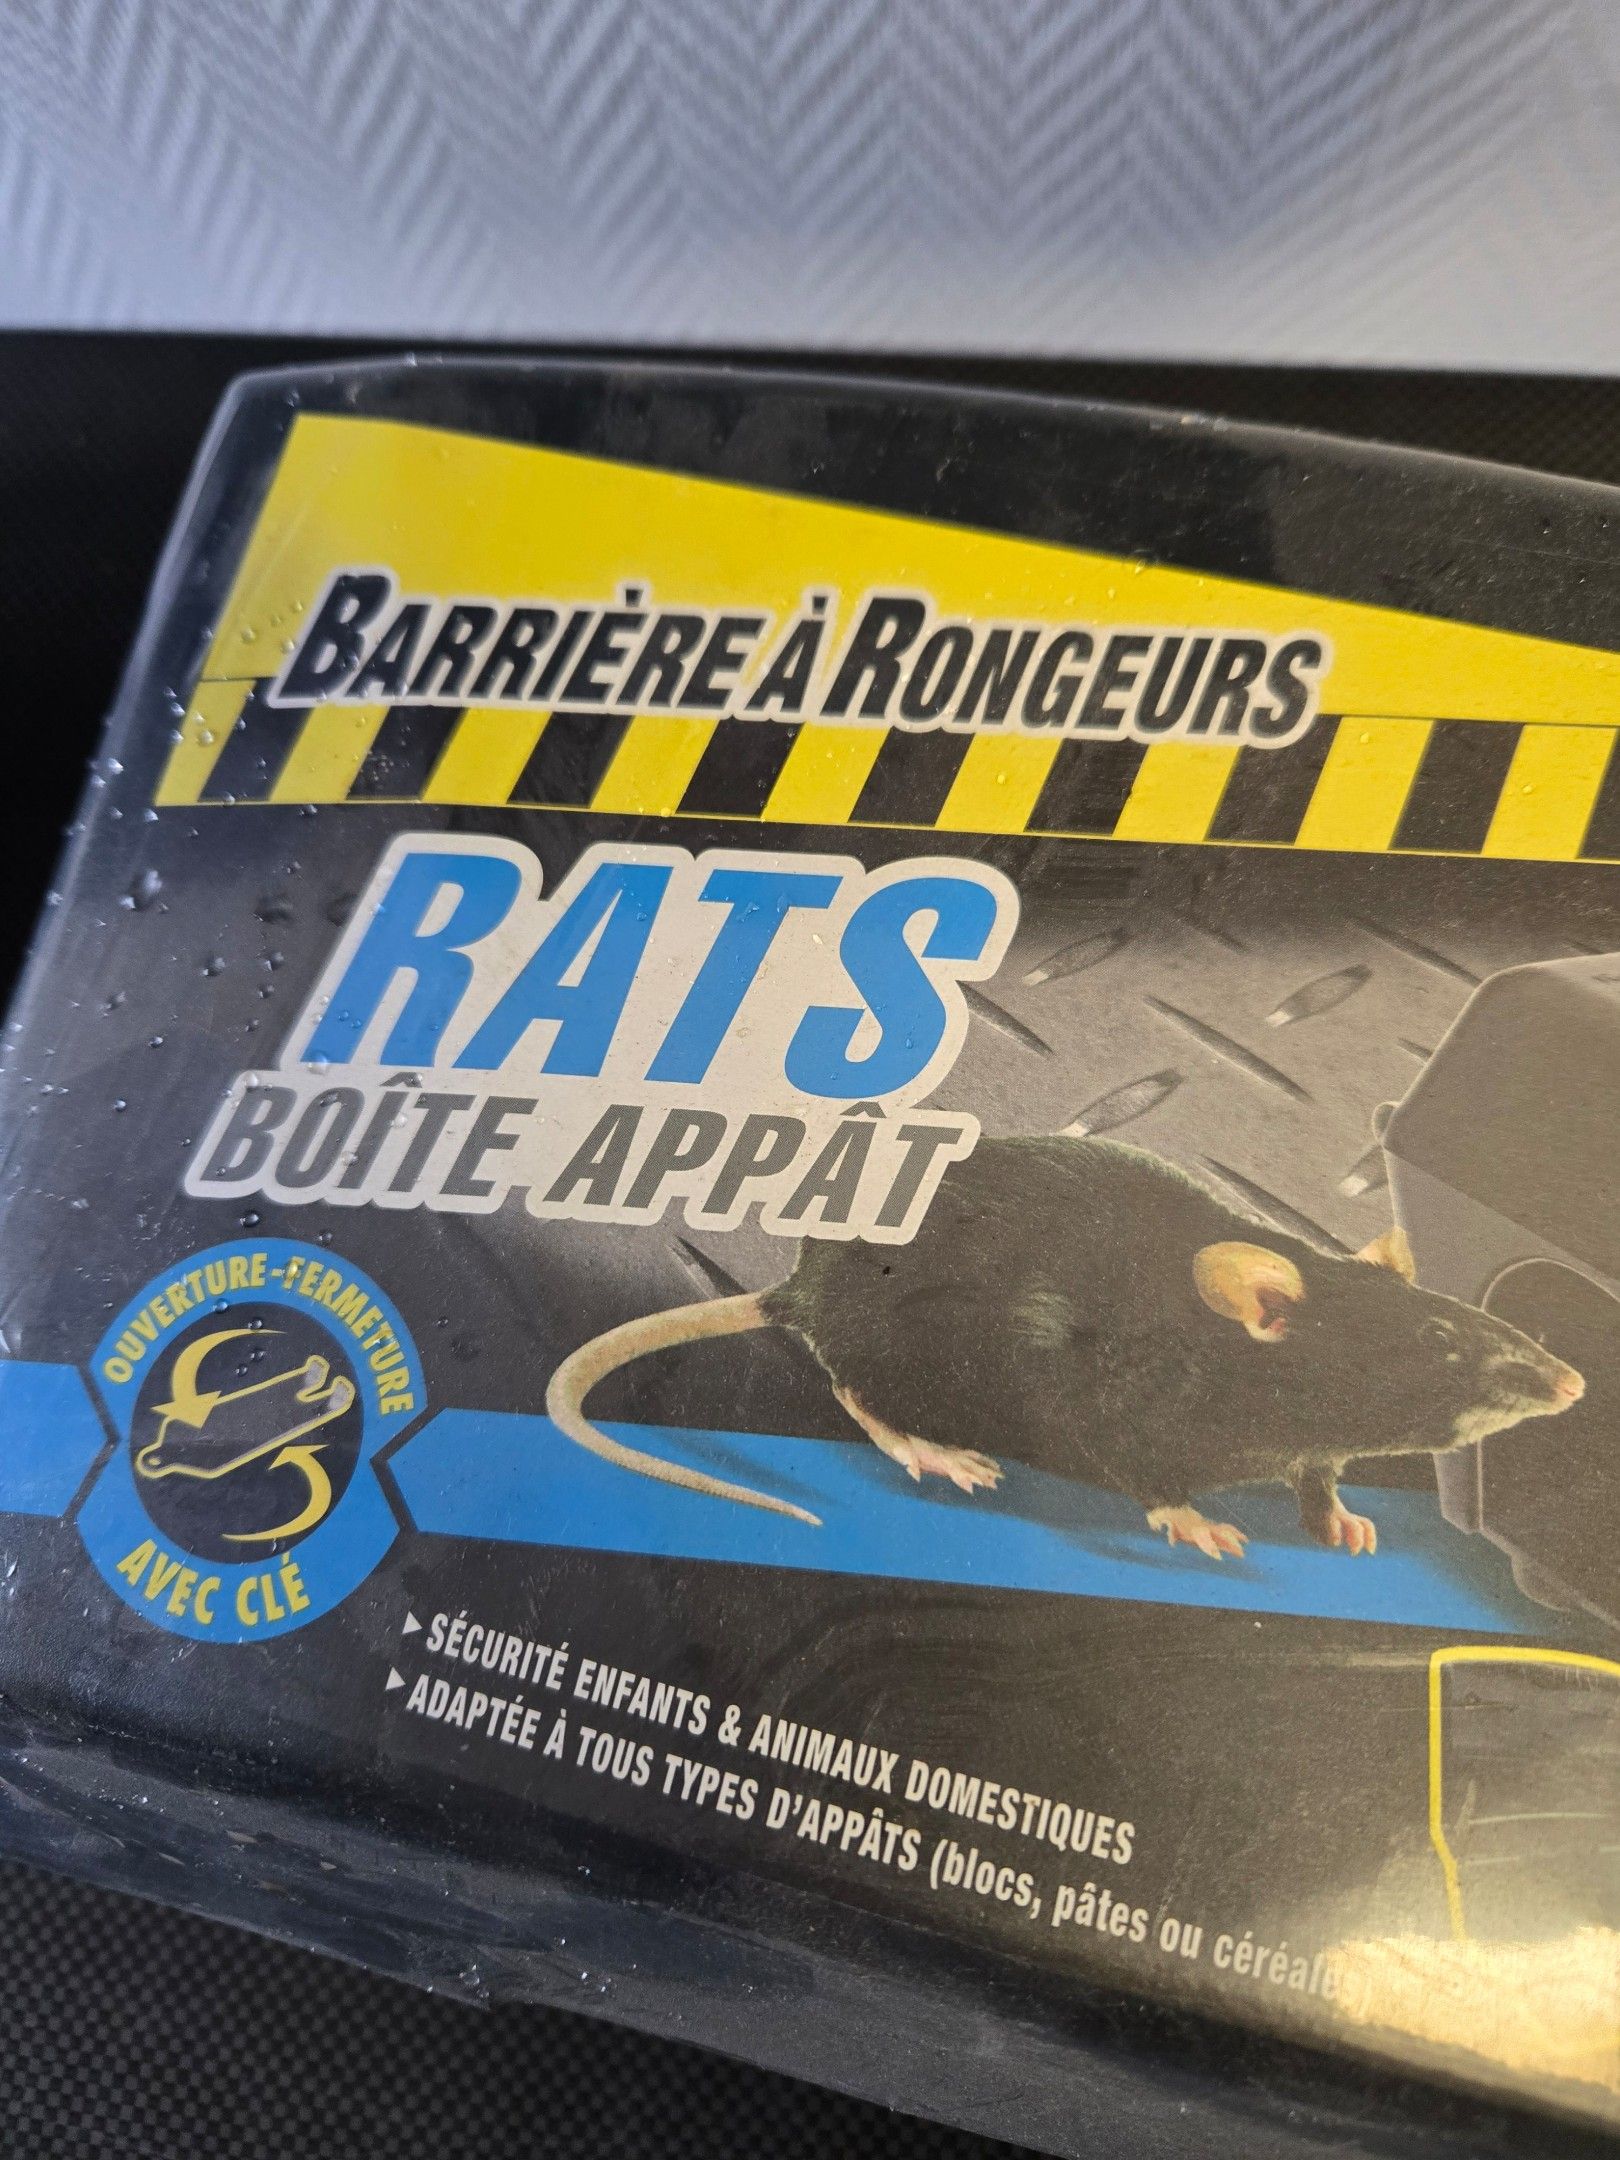 BARRIÈRE À RONGEURS
RATS
BOÎTE APPÂT
OUVERTURE-FERMETURE
AVEC CLÉ
▸SÉCURITÉ ENFANTS & ANIMAUX DOMESTIQUES
▸ADAPTÉE À TOUS TYPES D'APPÂTS (blocs, pâtes ou céréales)